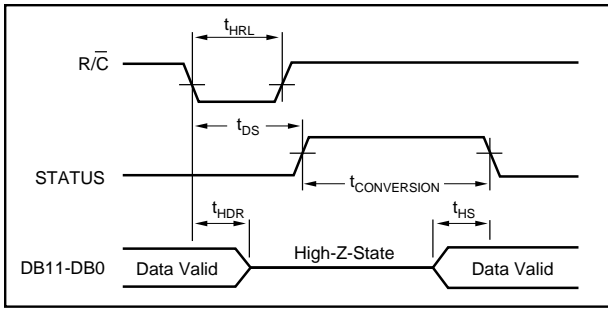 tHRL
R/C̅
tDS
STATUS
tCONVERSION
tHDR
tHS
DB11-DB0
Data Valid
High-Z-State
Data Valid